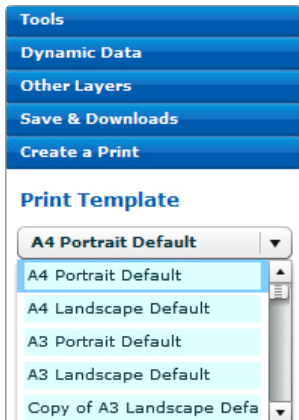 Tools
Dynamic Data
Other Layers
Save & Downloads
Create a Print
Print Template
A4 Portrait Default
A4 Portrait Default
A4 Landscape Default
A3 Portrait Default
A3 Landscape Default
Copy of A3 Landscape Defa